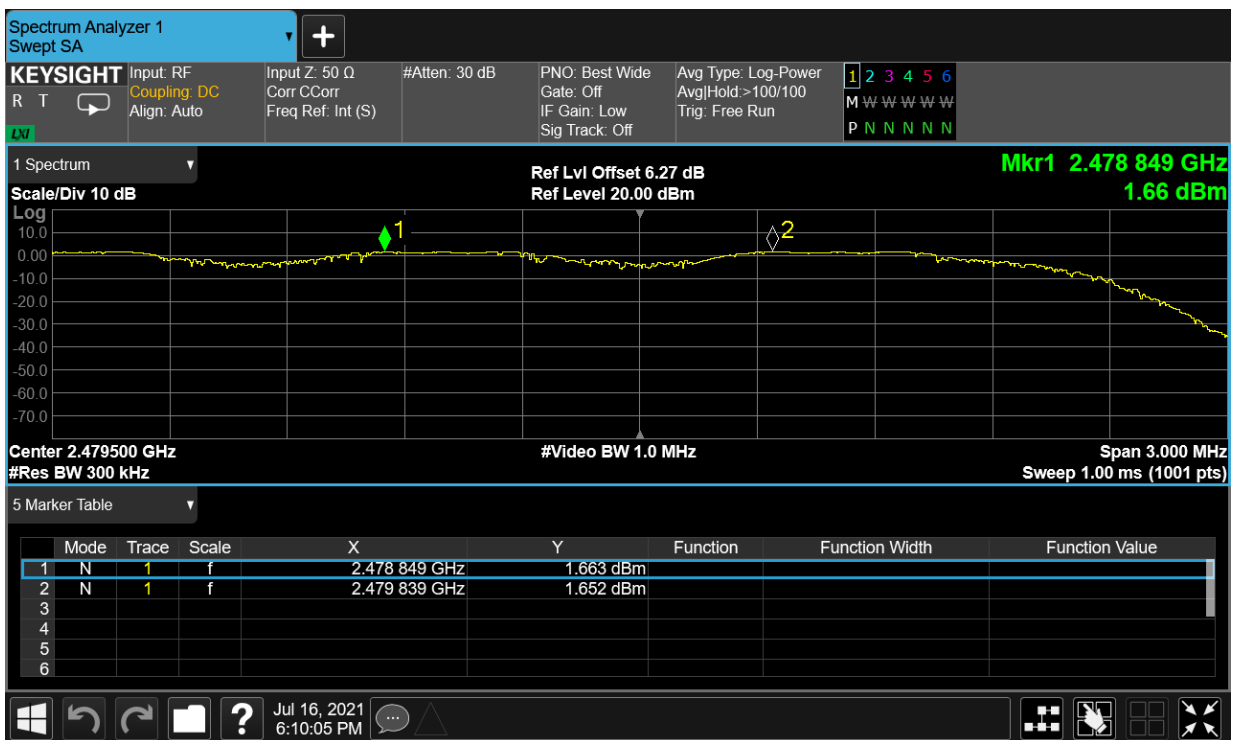 Spectrum Analyzer 1
Swept SA
+
KEYSIGHT Input: RF Input Z: 50 Ω #Atten: 30 dB PNO: Best Wide Avg Type: Log-Power 1 2 3 4 5 6
R T Coupling: DC Corr CCorr Gate: Off Avg|Hold:>100/100 M W W W W W
Align: Auto Freq Ref: Int (S) IF Gain: Low Trig: Free Run
LXI Sig Track: Off P N N N N N
1 Spectrum Ref Lvl Offset 6.27 dB Mkr1 2.478 849 GHz
Scale/Div 10 dB Ref Level 20.00 dBm 1.66 dBm
Log
10.0 1 2
0.00
-10.0
-20.0
-30.0
-40.0
-50.0
-60.0
-70.0
Center 2.479500 GHz #Video BW 1.0 MHz Span 3.000 MHz
#Res BW 300 kHz Sweep 1.00 ms (1001 pts)
5 Marker Table
Mode Trace Scale X Y Function Function Width Function Value
1 N 1 f 2.478 849 GHz 1.663 dBm
2 N 1 f 2.479 839 GHz 1.652 dBm
3
4
5
6
? Jul 16, 2021
6:10:05 PM